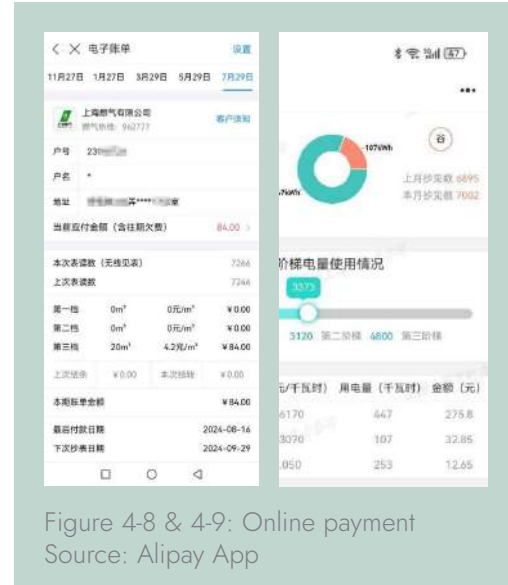 电子账单
设置
11月27日 1月27日 3月29日 5月29日 7月29日
上海燃气有限公司
燃气热线: 962777
客户须知
户号
户名 *
地址
当前应付金额（含往期欠费） 84.00 >
本次表读数（无线见表） 7266
上次表读数 7246
第一档 0m³ 0元/m³ ¥0.00
第二档 0m³ 0元/m³ ¥0.00
第三档 20m³ 4.2元/m³ ¥84.00
上次结余 ¥0.00 本次结转 ¥0.00
本期账单金额 ¥84.00
最后付款日期 2024-08-16
下次抄表日期 2024-09-29
67
107kWh
谷
7kWh
上月抄见数 6895
本月抄见数 7002
阶梯电量使用情况
3373
3120 第二阶梯 4800 第三阶梯
元/千瓦时） 用电量（千瓦时） 金额（元）
6170 447 275.8
3070 107 32.85
.050 253 12.65
Figure 4-8 & 4-9: Online payment
Source: Alipay App